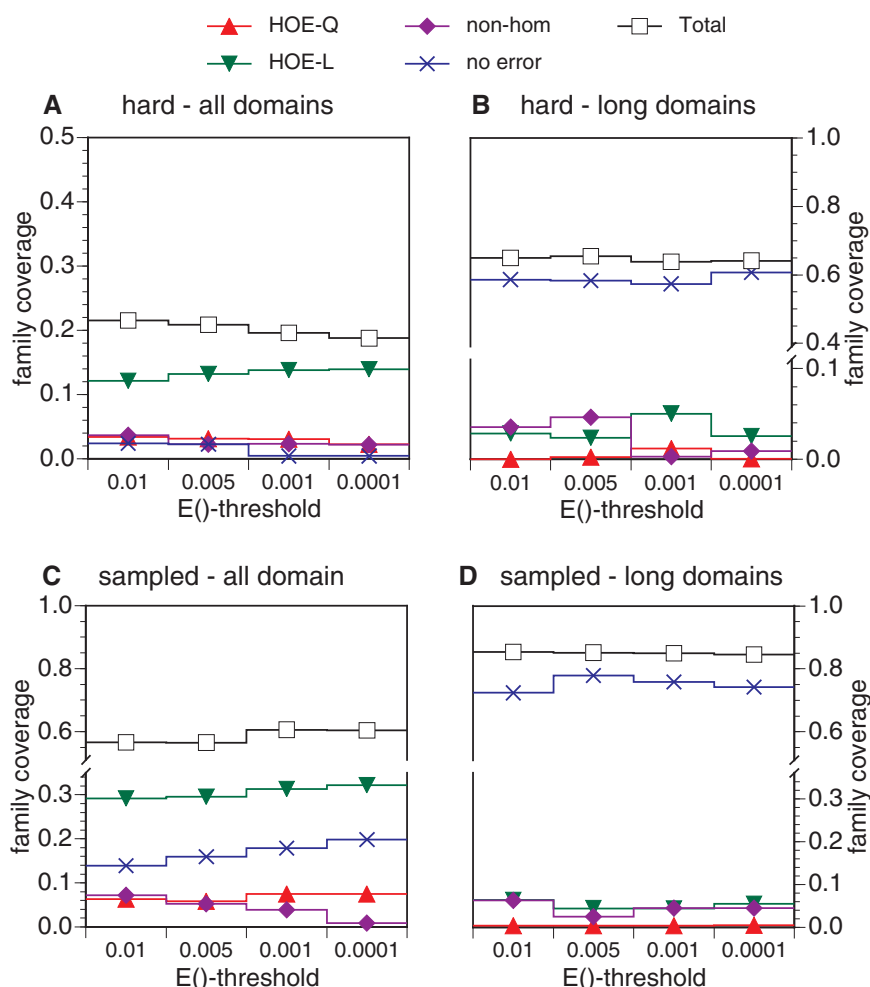 HOE-Q non-hom Total
HOE-L no error
A hard - all domains
0.5
0.4
0.3
0.2
0.1
0.0
family coverage
0.01 0.005 0.001 0.0001
E()-threshold
B hard - long domains
1.0
0.8
0.6
0.4
0.1
0.0
family coverage
0.01 0.005 0.001 0.0001
E()-threshold
C sampled - all domain
1.0
0.8
0.6
0.3
0.2
0.1
0.0
family coverage
0.01 0.005 0.001 0.0001
E()-threshold
D sampled - long domains
1.0
0.8
0.6
0.3
0.2
0.1
0.0
family coverage
0.01 0.005 0.001 0.0001
E()-threshold